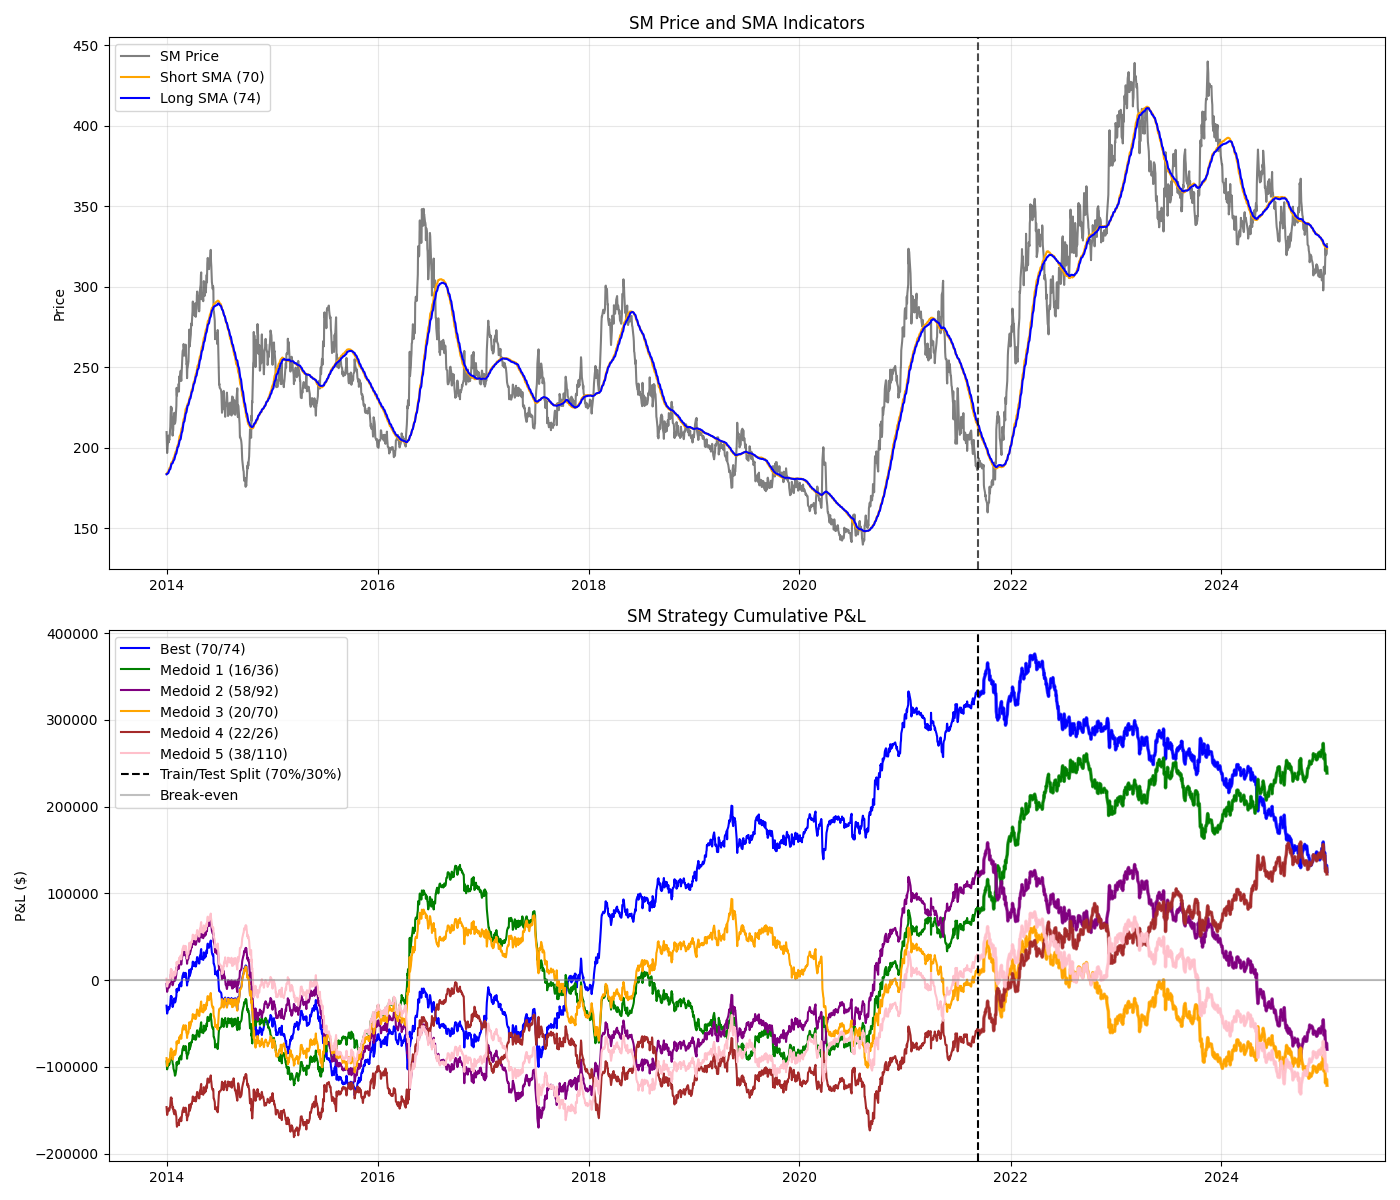 SM Price and SMA Indicators
450
400
350
300
250
200
150
Price
SM Price
Short SMA (70)
Long SMA (74)
2014 2016 2018 2020 2022 2024
SM Strategy Cumulative P&L
400000
300000
200000
100000
0
−100000
−200000
P&L ($)
Best (70/74)
Medoid 1 (16/36)
Medoid 2 (58/92)
Medoid 3 (20/70)
Medoid 4 (22/26)
Medoid 5 (38/110)
Train/Test Split (70%/30%)
Break-even
2014 2016 2018 2020 2022 2024